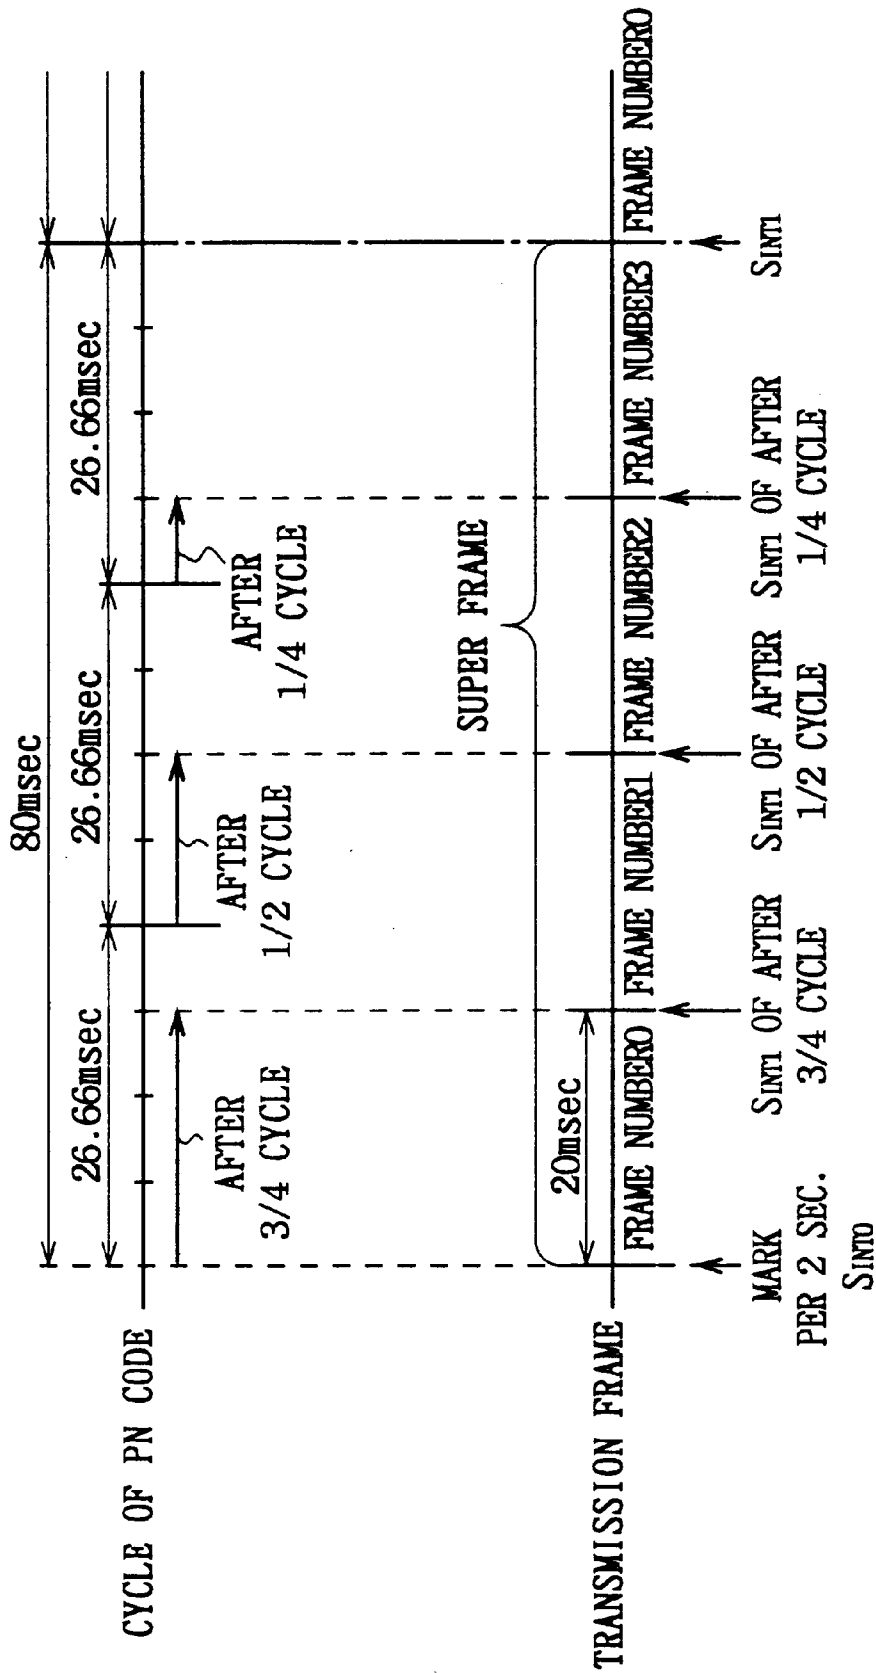 80msec
26.66msec
26.66msec
26.66msec
CYCLE OF PN CODE
AFTER
3/4 CYCLE
AFTER
1/2 CYCLE
AFTER
1/4 CYCLE
SUPER FRAME
20msec
TRANSMISSION FRAME
FRAME NUMBER0
FRAME NUMBER1
FRAME NUMBER2
FRAME NUMBER3
FRAME NUMBER0
MARK
PER 2 SEC.
SINT0
SINT1 OF AFTER
3/4 CYCLE
SINT1 OF AFTER
1/2 CYCLE
SINT1 OF AFTER
1/4 CYCLE
SINT1